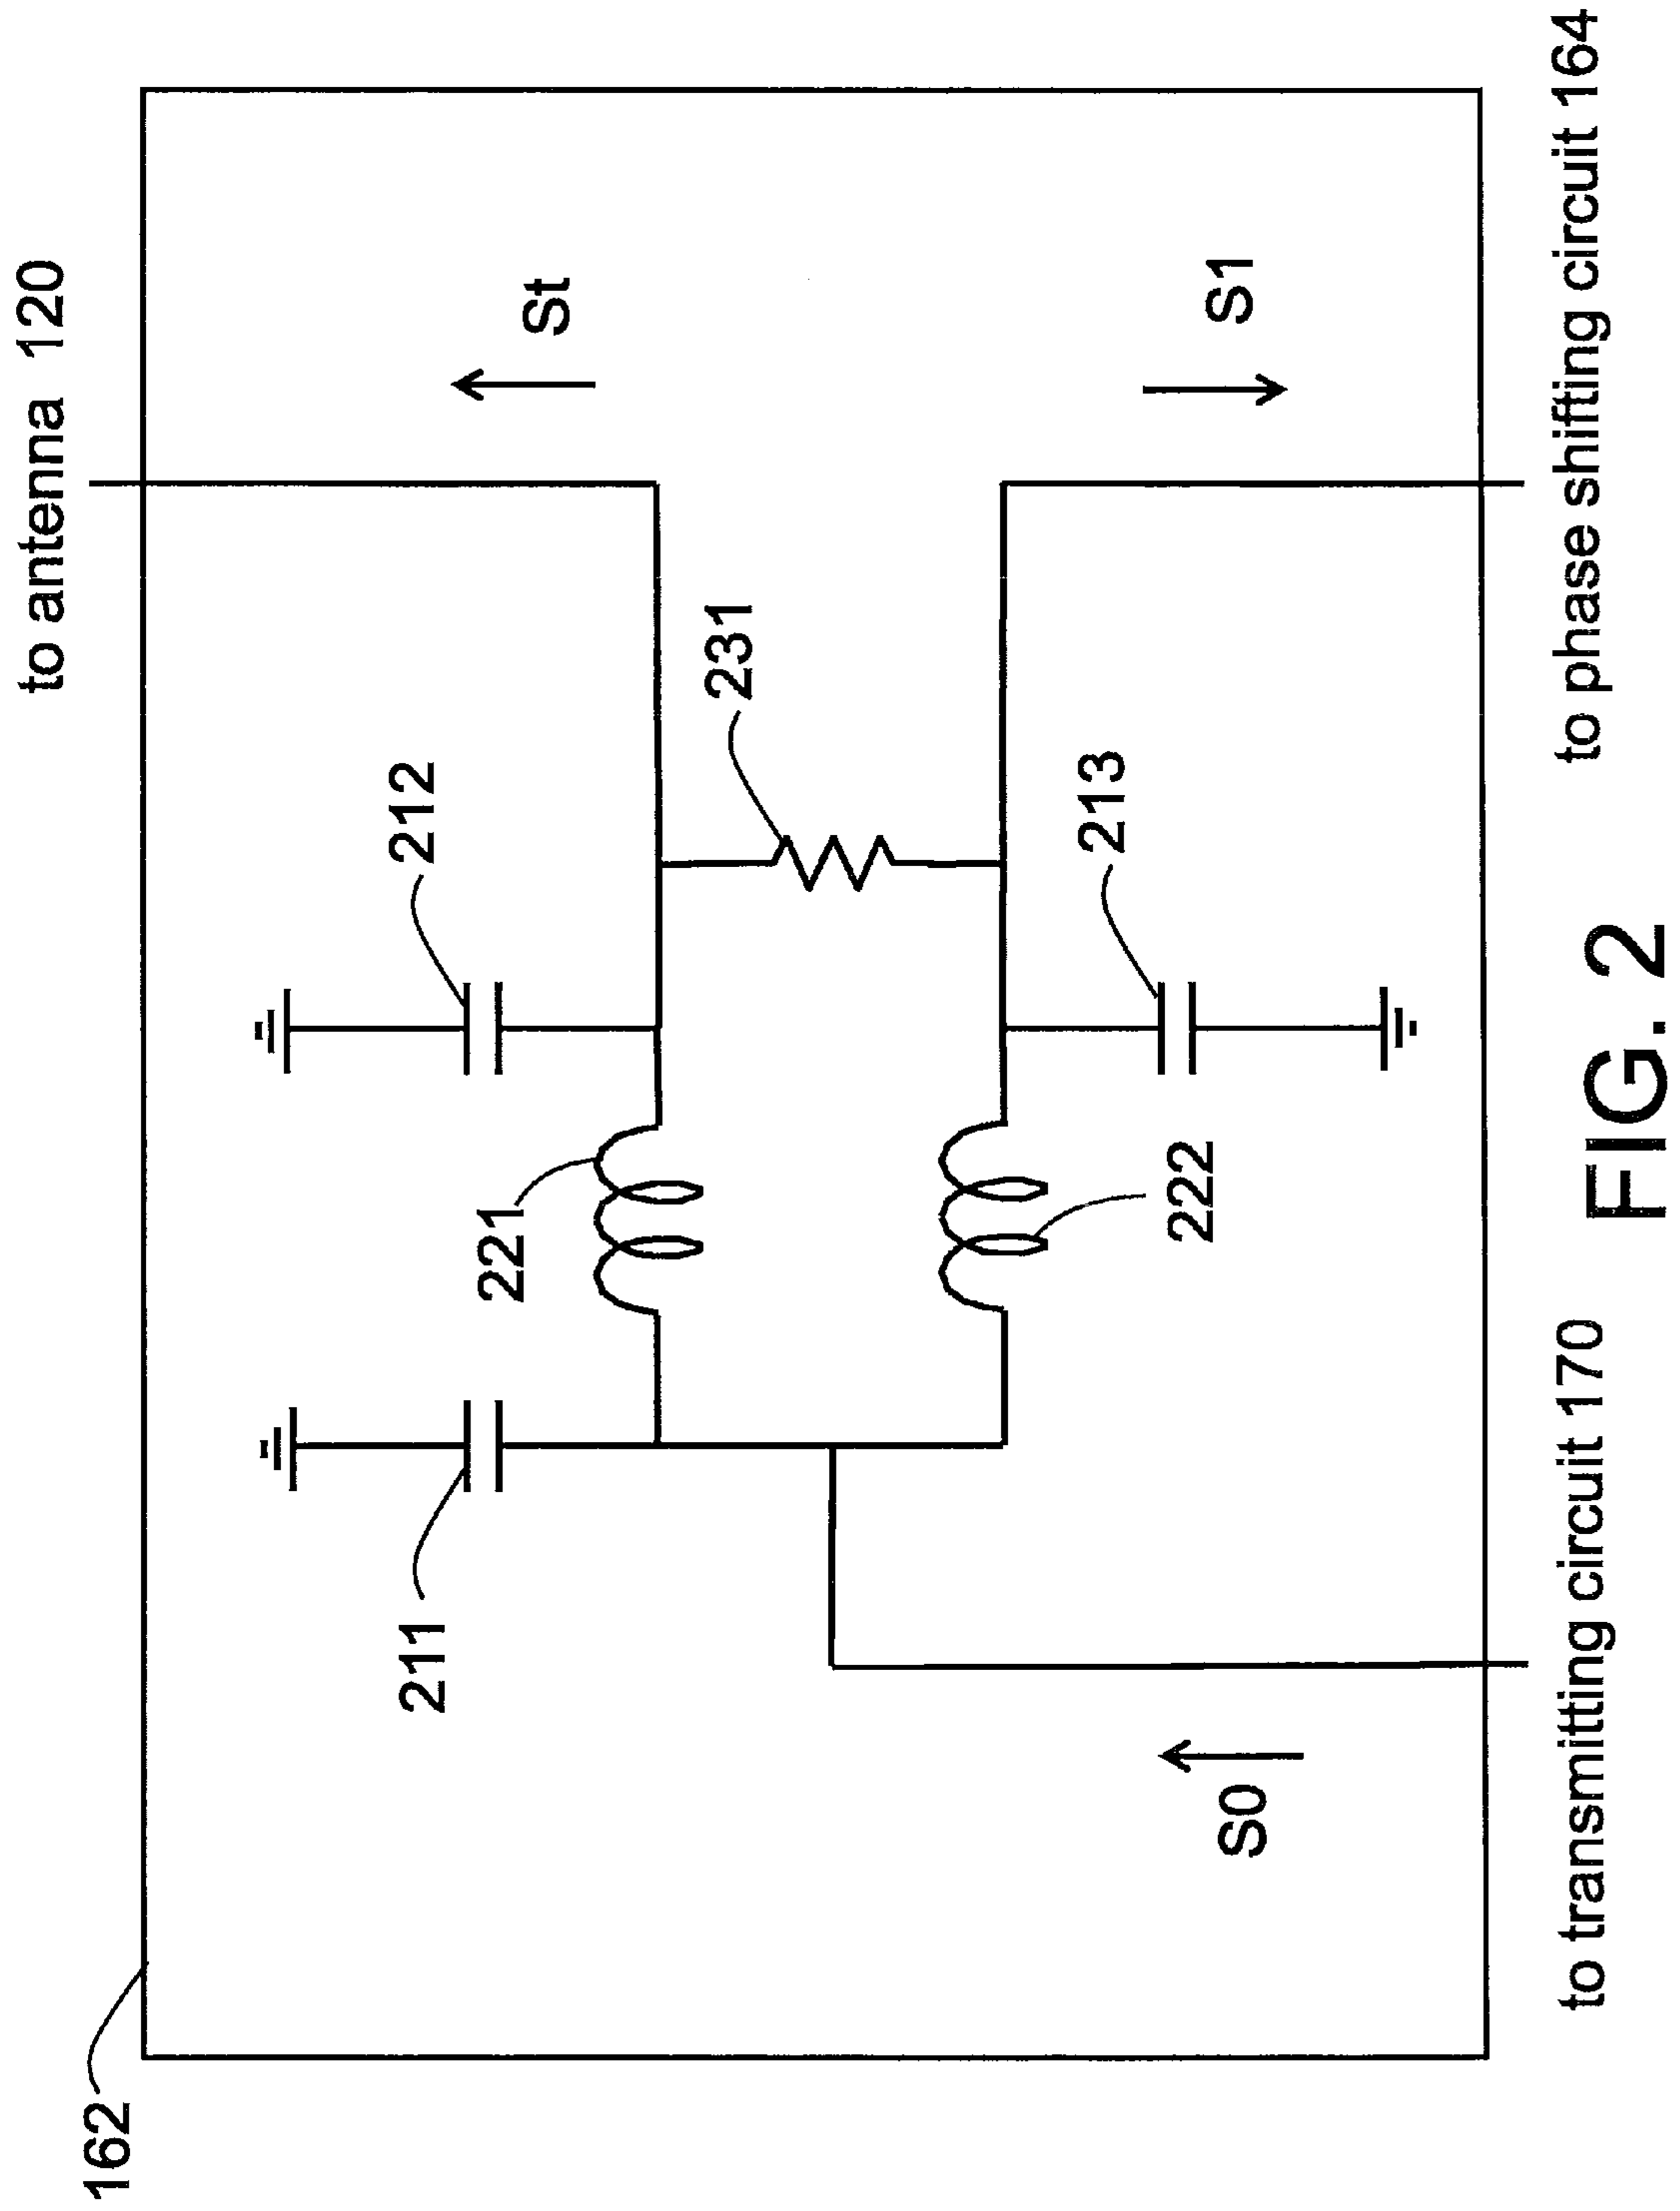 162
to antenna 120
211
212
221
231
St
S0
222
213
S1
to transmitting circuit 170
to phase shifting circuit 164
FIG. 2